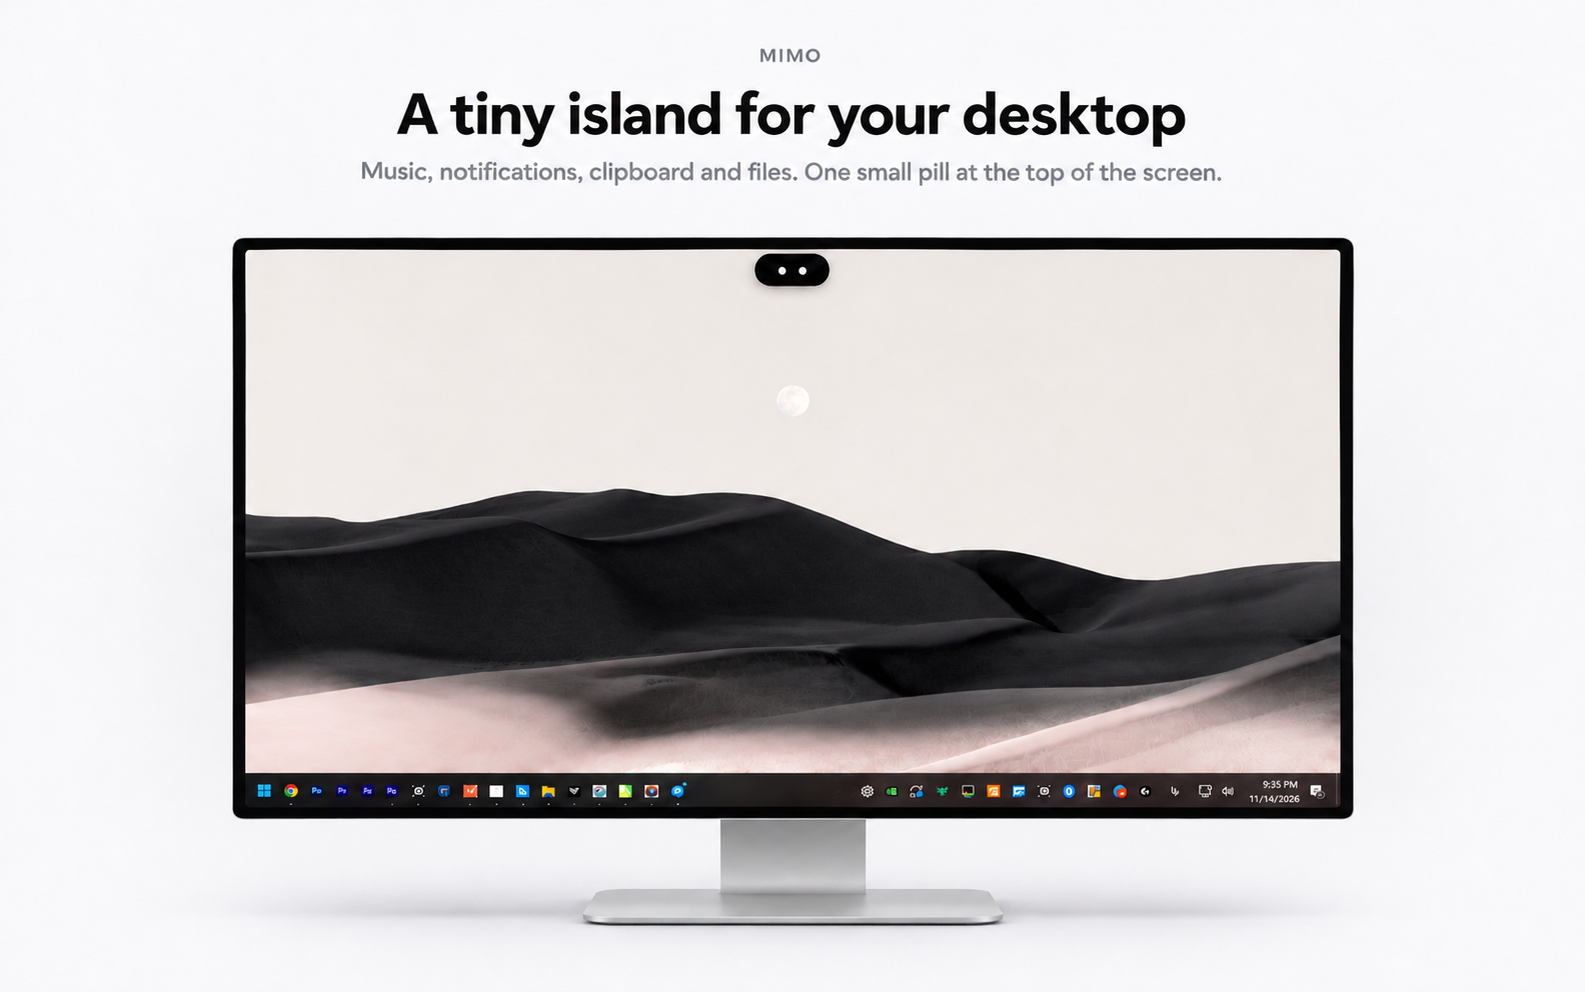 MIMO
A tiny island for your desktop
Music, notifications, clipboard and files. One small pill at the top of the screen.
9:35 PM
11/14/2026